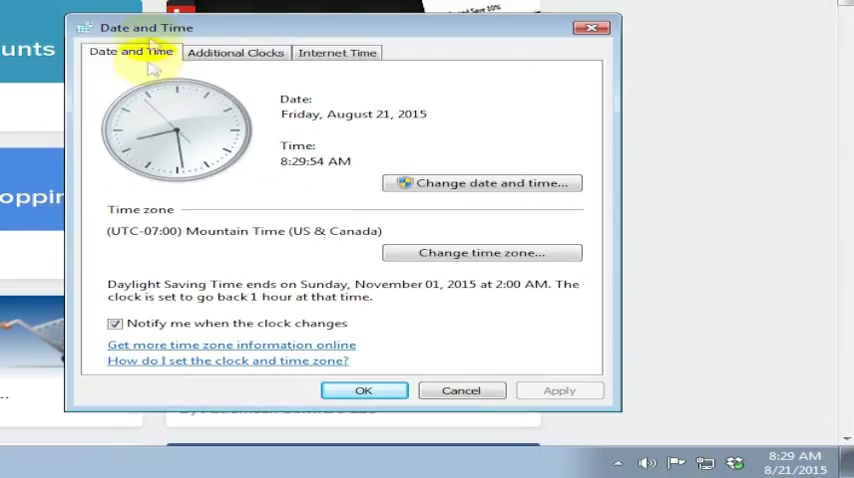 Save 10%
Date and Time
unts
Date and Time Additional Clocks Internet Time
Date:
Friday, August 21, 2015
Time:
8:29:54 AM
Change date and time...
opping
Time zone
(UTC-07:00) Mountain Time (US & Canada)
Change time zone...
Daylight Saving Time ends on Sunday, November 01, 2015 at 2:00 AM. The
clock is set to go back 1 hour at that time.
Notify me when the clock changes
Get more time zone information online
How do I set the clock and time zone?
..
OK Cancel Apply
8:29 AM
8/21/2015